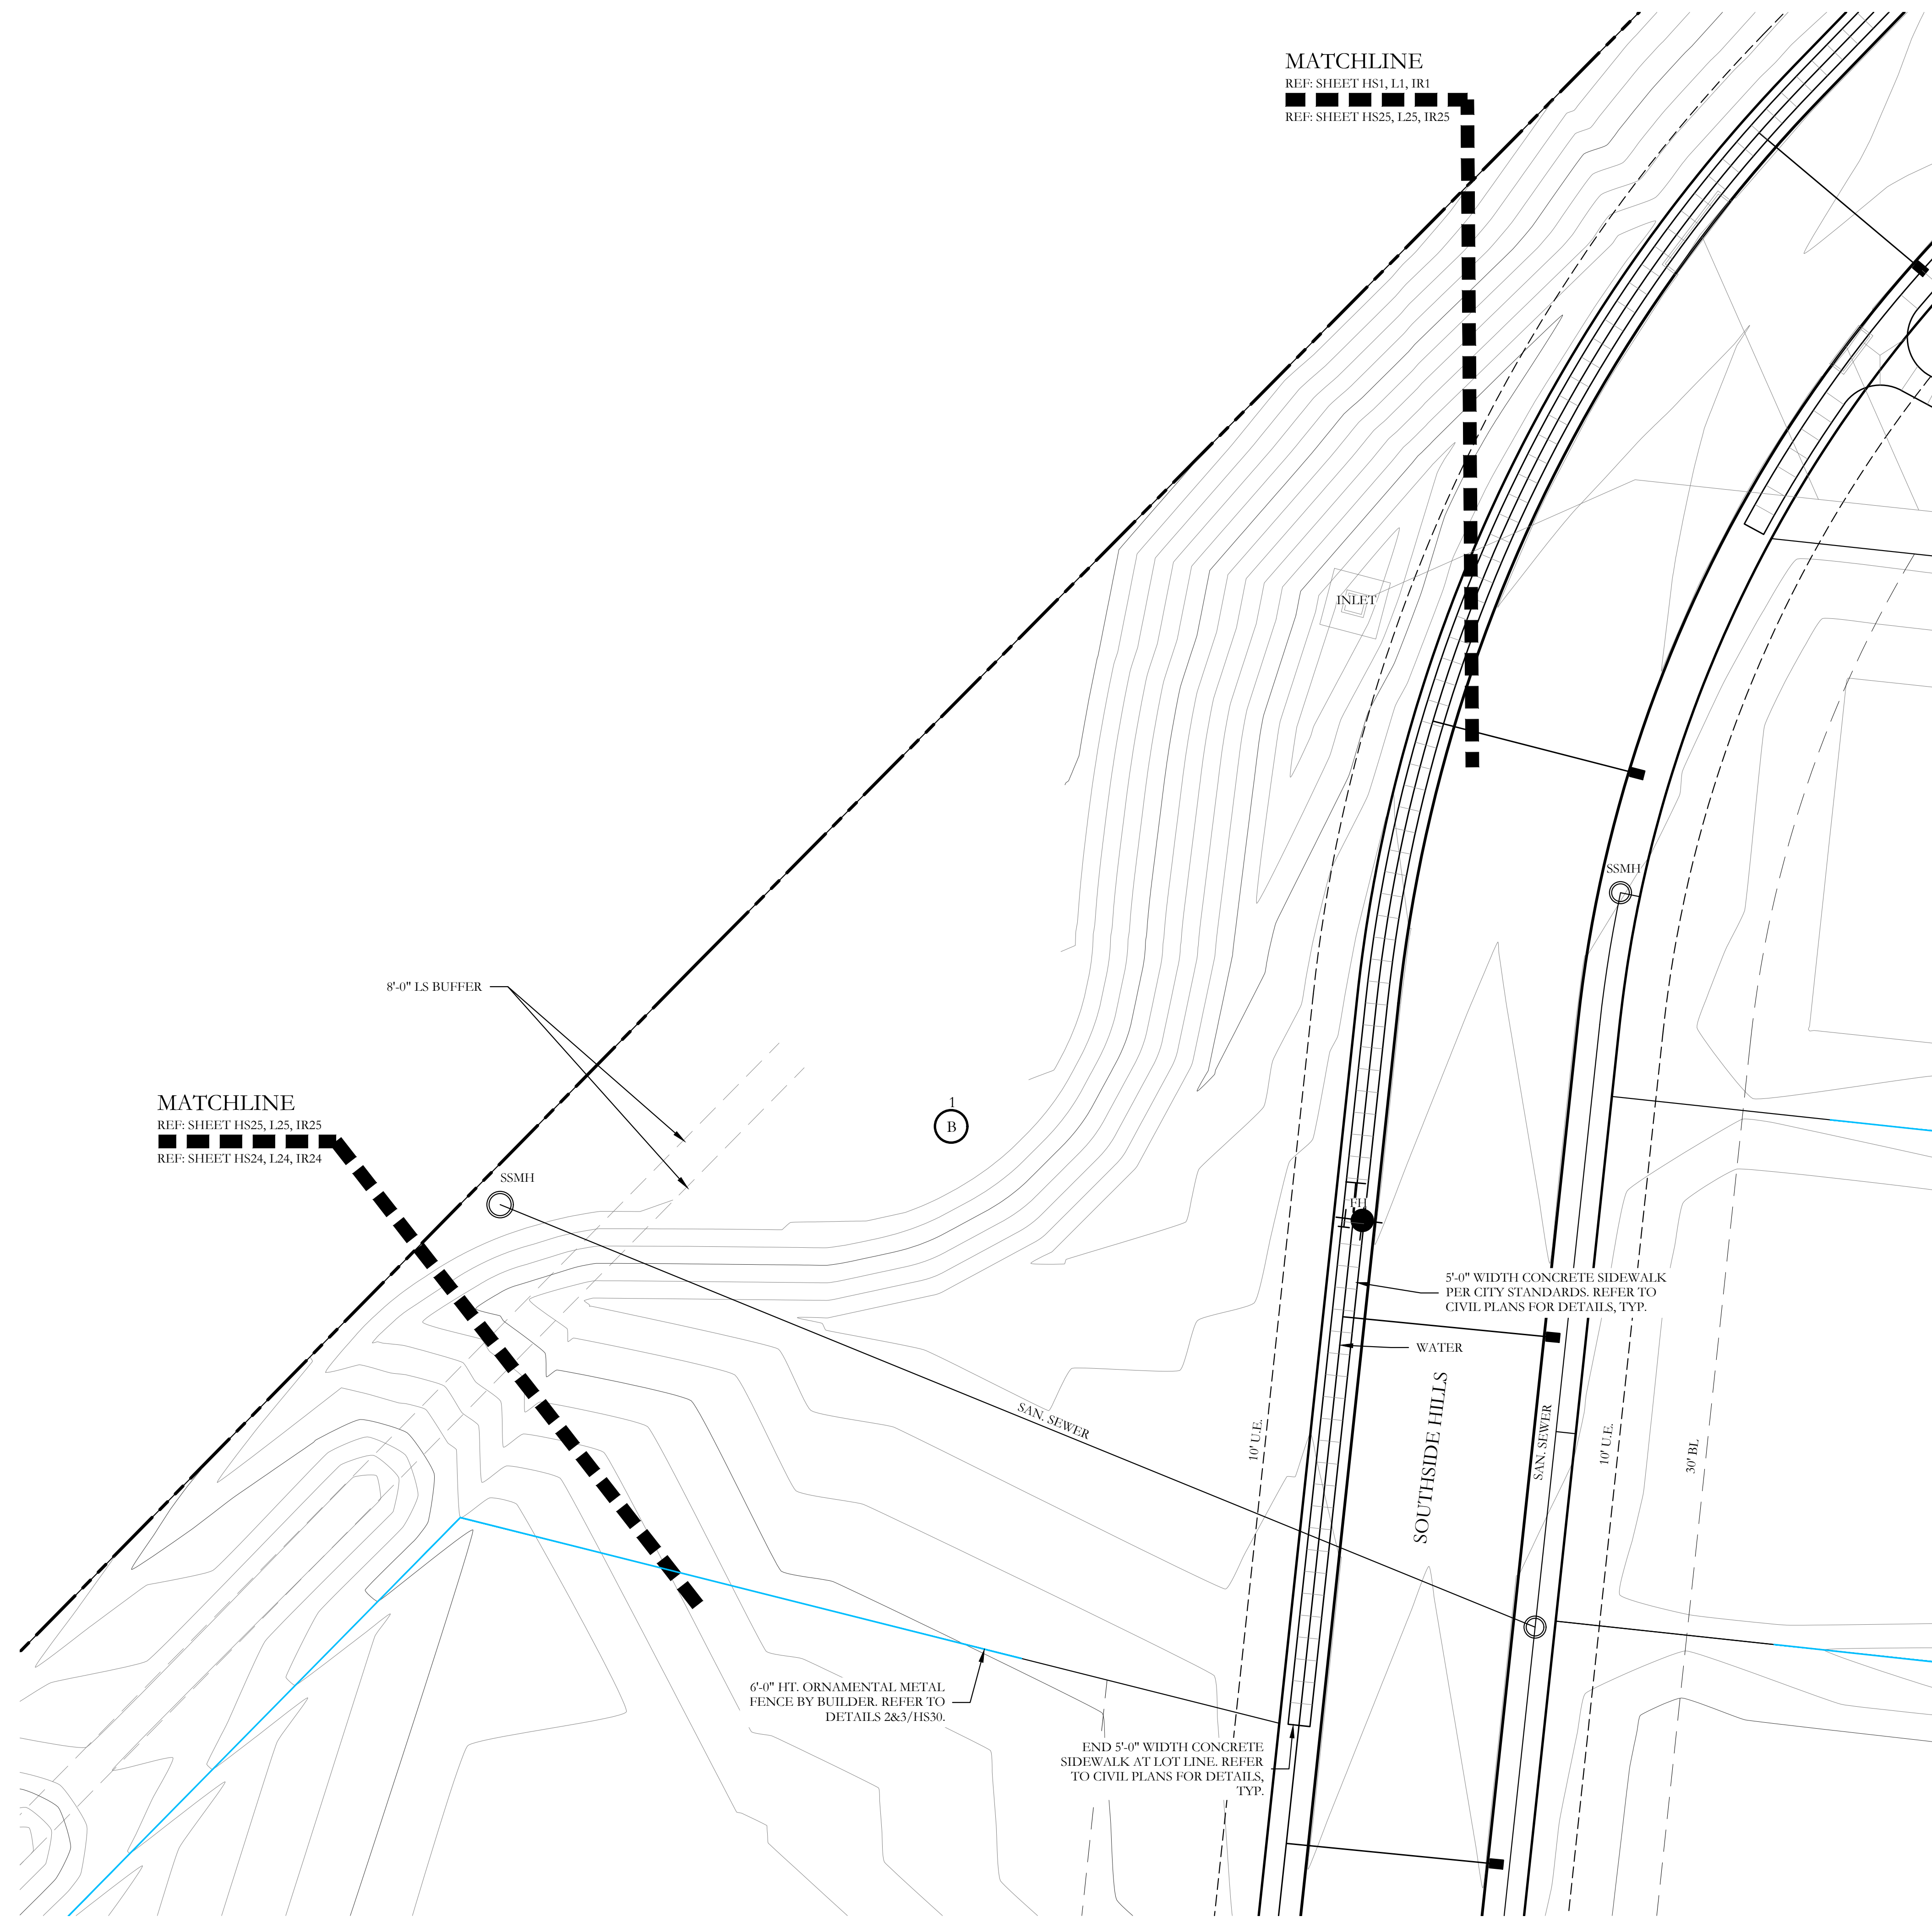 MATCHLINE
REF: SHEET HS1, L1, IR1
REF: SHEET HS25, L25, IR25
INLET
SSMH
8'-0" LS BUFFER
MATCHLINE
REF: SHEET HS25, L25, IR25
REF: SHEET HS24, L24, IR24
SSMH
1
B
FH
5'-0" WIDTH CONCRETE SIDEWALK
PER CITY STANDARDS. REFER TO
CIVIL PLANS FOR DETAILS, TYP.
WATER
SAN. SEWER
10' U.E.
SOUTHSIDE HILLS
SAN. SEWER
10' U.E.
30' BL
6'-0" HT. ORNAMENTAL METAL
FENCE BY BUILDER. REFER TO
DETAILS 2&3/HS30.
END 5'-0" WIDTH CONCRETE
SIDEWALK AT LOT LINE. REFER
TO CIVIL PLANS FOR DETAILS,
TYP.